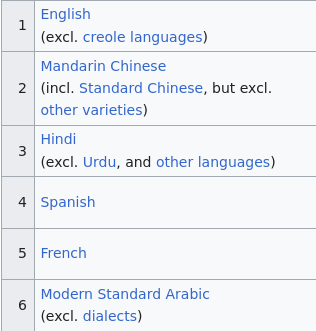 1
English
(excl. creole languages)
2
Mandarin Chinese
(incl. Standard Chinese, but excl.
other varieties)
3
Hindi
(excl. Urdu, and other languages)
4
Spanish
5
French
6
Modern Standard Arabic
(excl. dialects)